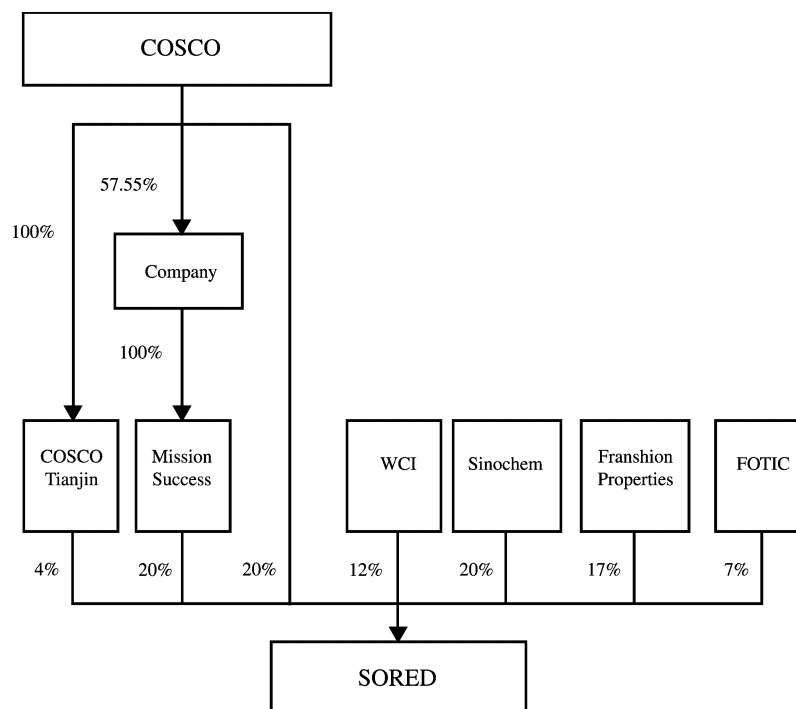 COSCO
57.55%
100%
Company
100%
COSCO
Tianjin
Mission
Success
WCI
Sinochem
Franshion
Properties
FOTIC
4%
20%
20%
12%
20%
17%
7%
SORED